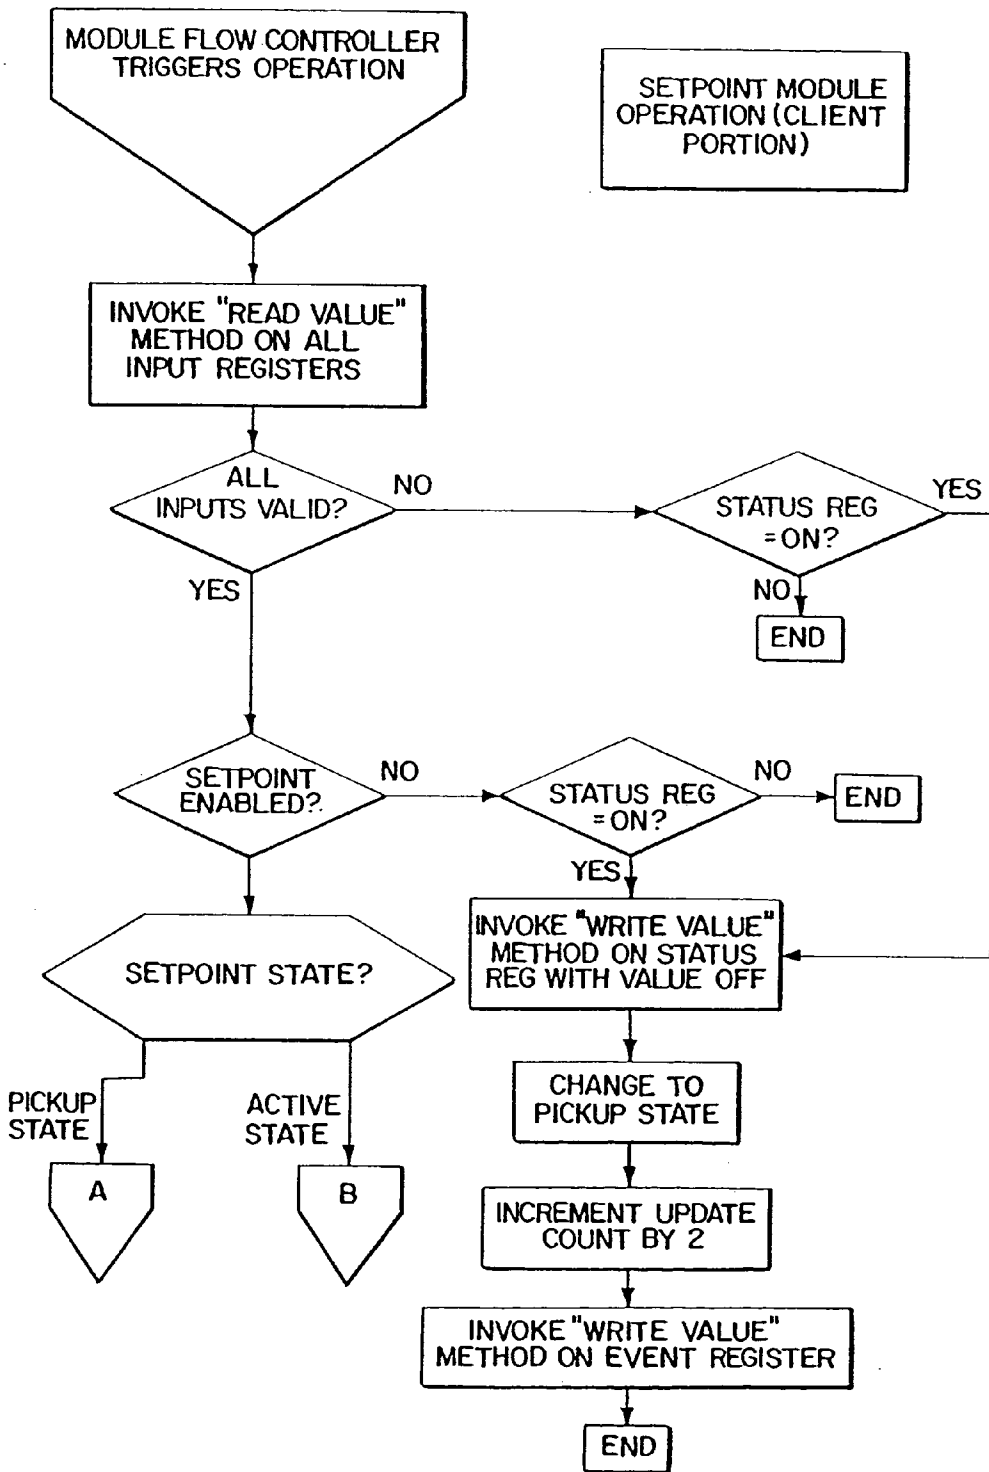 MODULE FLOW CONTROLLER
TRIGGERS OPERATION
SETPOINT MODULE
OPERATION (CLIENT
PORTION)
INVOKE "READ VALUE"
METHOD ON ALL
INPUT REGISTERS
ALL
INPUTS VALID?
NO
STATUS REG
=ON?
YES
YES
NO
END
SETPOINT
ENABLED?
NO
STATUS REG
=ON?
NO
END
YES
INVOKE "WRITE VALUE"
METHOD ON STATUS
REG WITH VALUE OFF
SETPOINT STATE?
CHANGE TO
PICKUP STATE
PICKUP
STATE
ACTIVE
STATE
A
B
INCREMENT UPDATE
COUNT BY 2
INVOKE "WRITE VALUE"
METHOD ON EVENT REGISTER
END